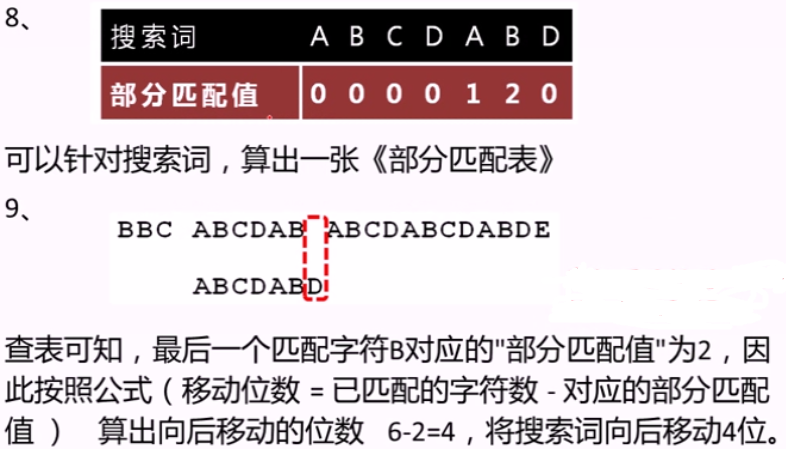 8、
搜索词 A B C D A B D
部分匹配值 0 0 0 0 1 2 0
可以针对搜索词，算出一张《部分匹配表》
9、
BBC ABCDAB ABCDABCDABDE
ABCDABD
查表可知，最后一个匹配字符B对应的"部分匹配值"为2，因
此按照公式（移动位数 = 已匹配的字符数 - 对应的部分匹配
值 ） 算出向后移动的位数 6-2=4，将搜索词向后移动4位。